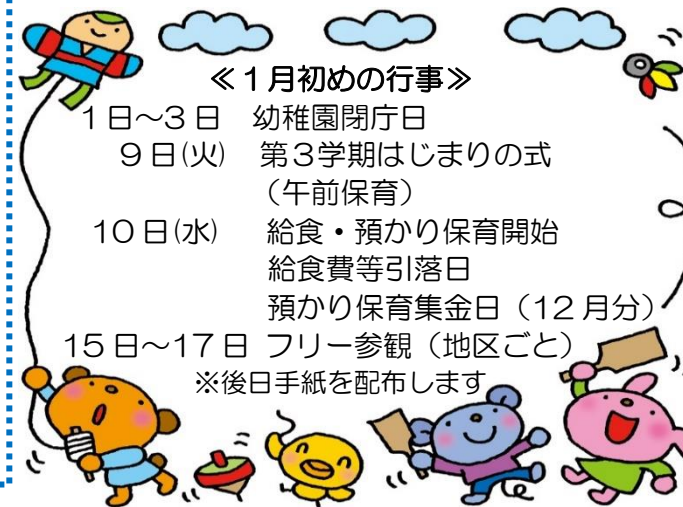 ≪１月初めの行事≫
１日～３日　幼稚園閉庁日
９日(火)　第３学期はじまりの式
（午前保育）
１０日(水)　給食・預かり保育開始
給食費等引落日
預かり保育集金日（12月分）
１５日～１７日 フリー参観（地区ごと）
※後日手紙を配布します